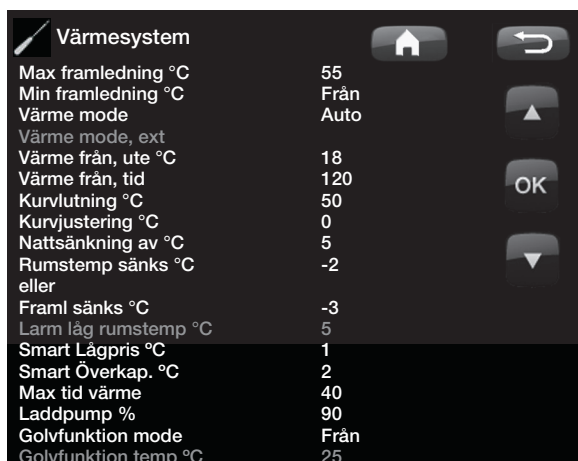 Värmesystem
Max framledning °C 55
Min framledning °C Från
Värme mode Auto
Värme mode, ext
Värme från, ute °C 18
Värme från, tid 120
Kurvlutning °C 50
Kurvjustering °C 0
Nattsänkning av °C 5
Rumstemp sänks °C -2
eller
Framl sänks °C -3
Larm låg rumstemp °C 5
Smart Lågpris ºC 1
Smart Överkap. ºC 2
Max tid värme 40
Laddpump % 90
Golvfunktion mode Från
Golvfunktion temp ºC 25
OK